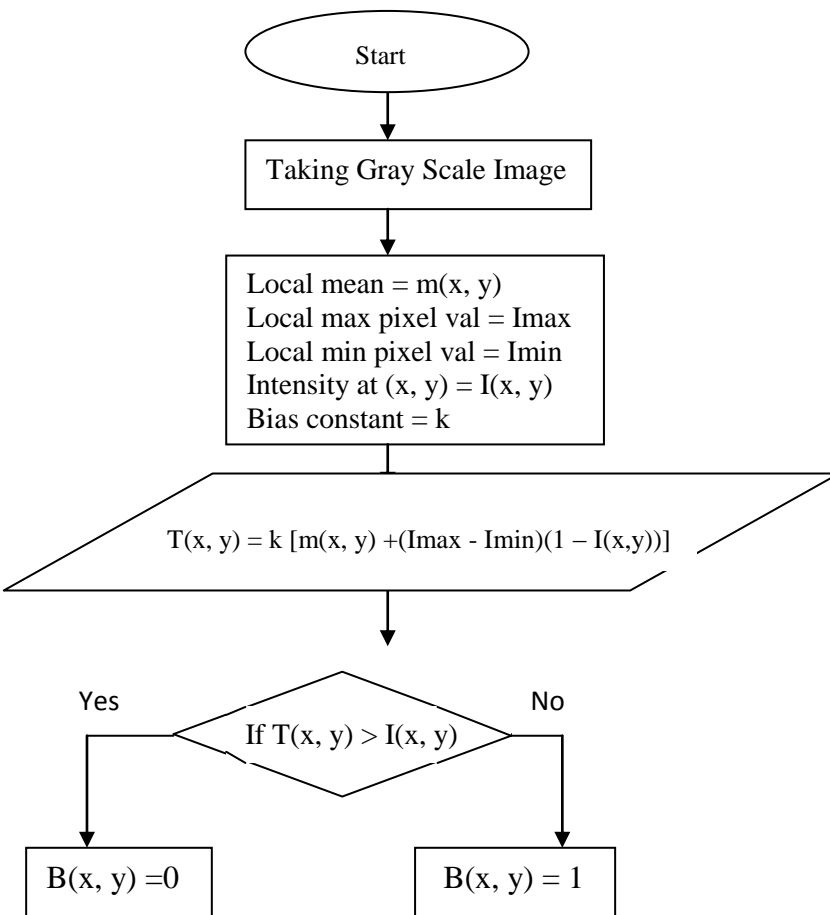 Start
Taking Gray Scale Image
Local mean = m(x, y)
Local max pixel val = Imax
Local min pixel val = Imin
Intensity at (x, y) = I(x, y)
Bias constant = k
T(x, y) = k [m(x, y) +(Imax - Imin)(1 – I(x,y))]
Yes
No
If T(x, y) > I(x, y)
B(x, y) =0
B(x, y) = 1